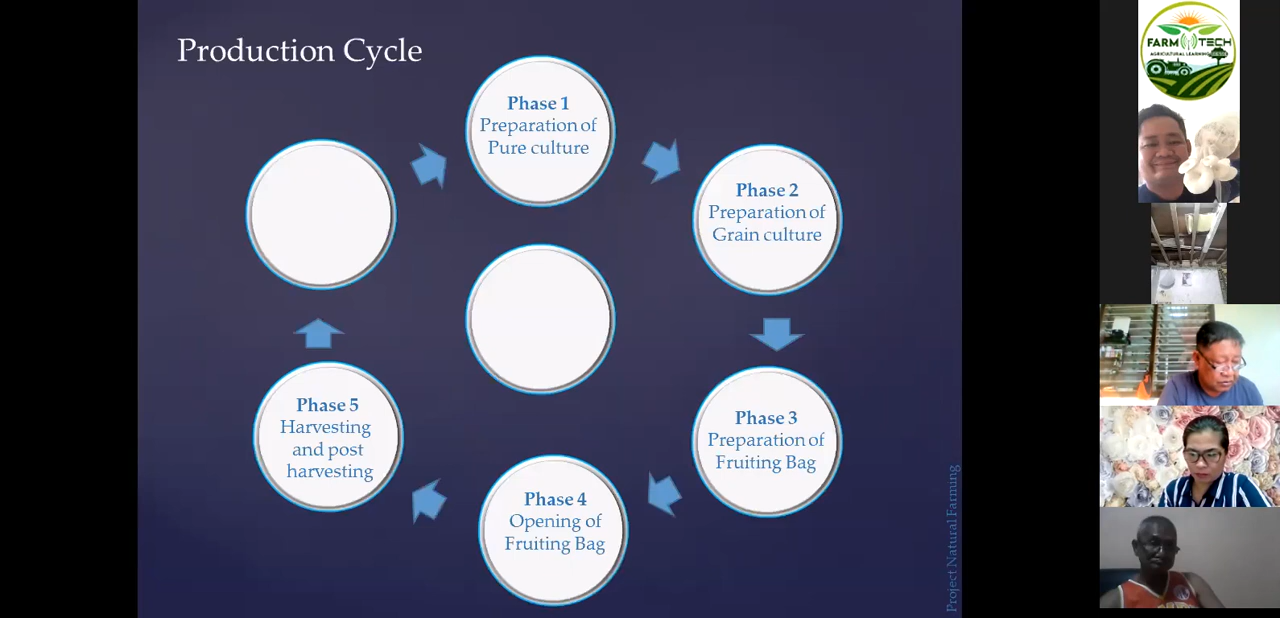 Production Cycle
Phase 1
Preparation of
Pure culture
Phase 2
Preparation of
Grain culture
Phase 3
Preparation of
Fruiting Bag
Phase 4
Opening of
Fruiting Bag
Phase 5
Harvesting
and post
harvesting
Project Natural Farming
FARM TECH
AGRICULTURAL LEARNING